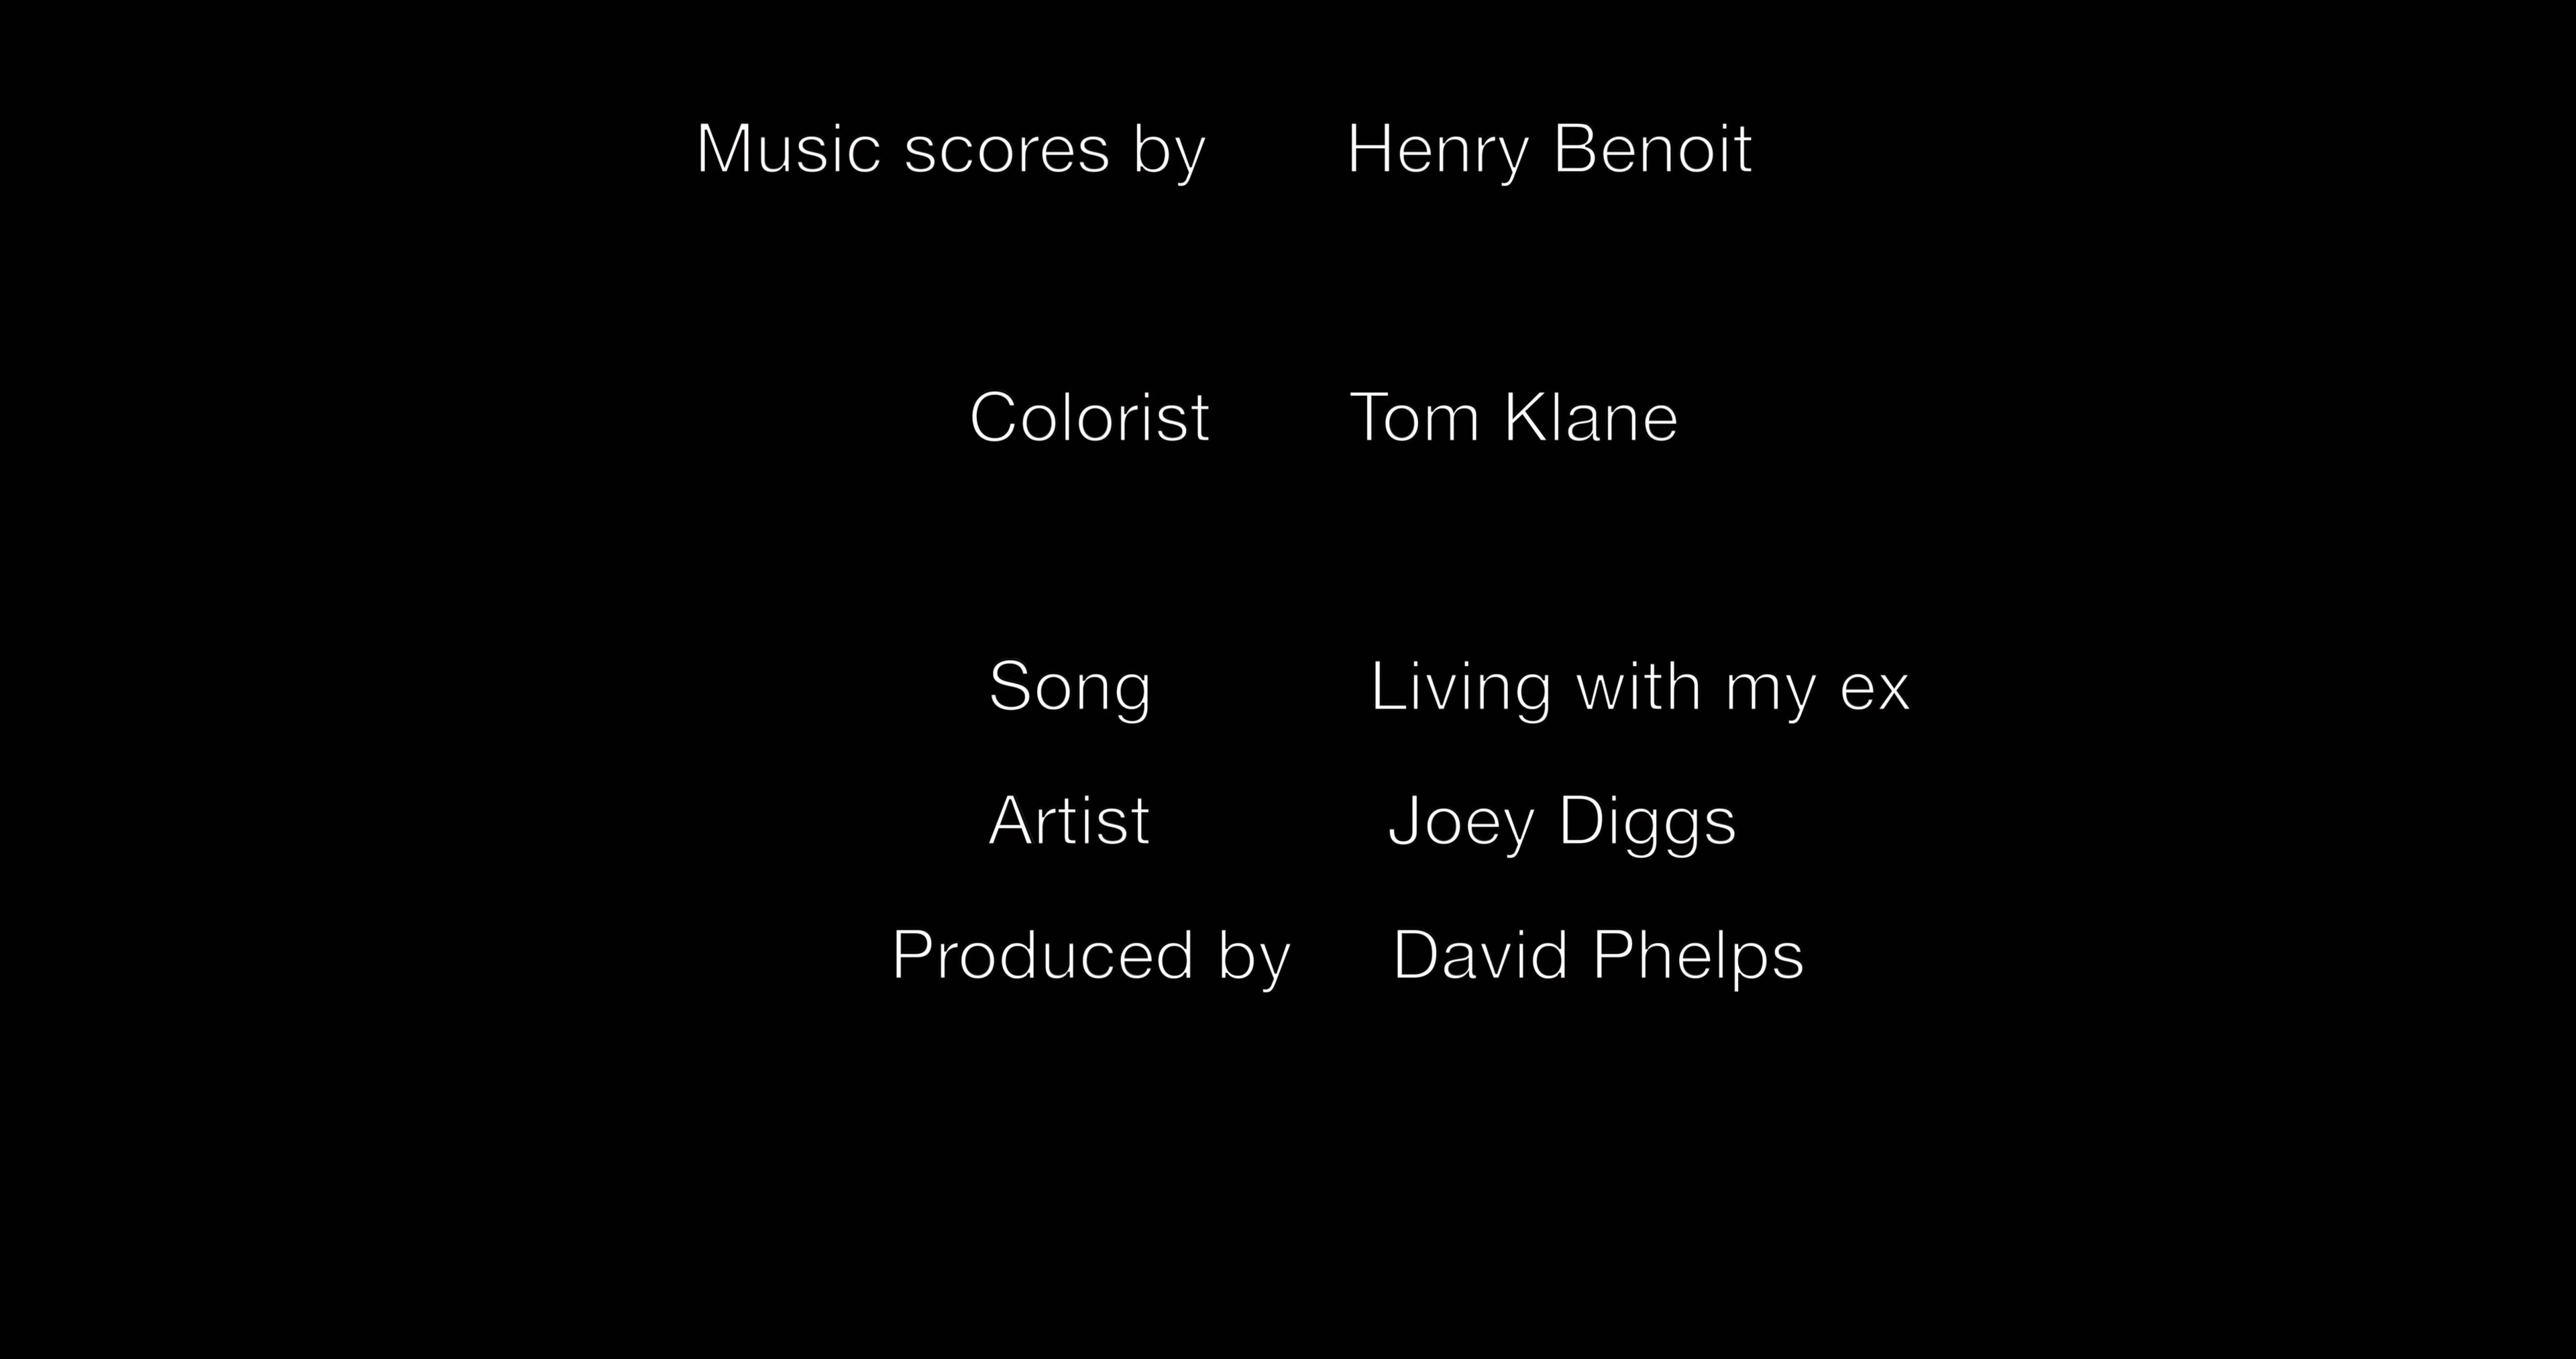 Music scores by Henry Benoit
Colorist Tom Klane
Song Living with my ex
Artist Joey Diggs
Produced by David Phelps